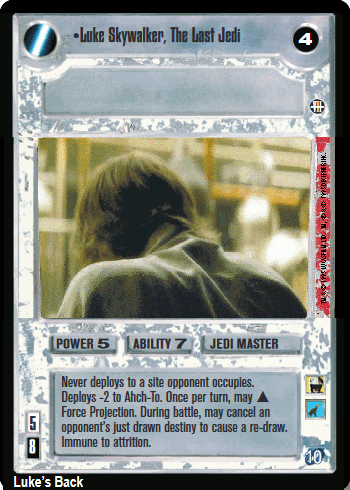 •Luke Skywalker, The Last Jedi
4
POWER 5
ABILITY 7
JEDI MASTER
Never deploys to a site opponent occupies.
Deploys -2 to Ahch-To. Once per turn, may ▲
Force Projection. During battle, may cancel an
opponent's just drawn destiny to cause a re-draw.
Immune to attrition.
5
8
10
Luke's Back